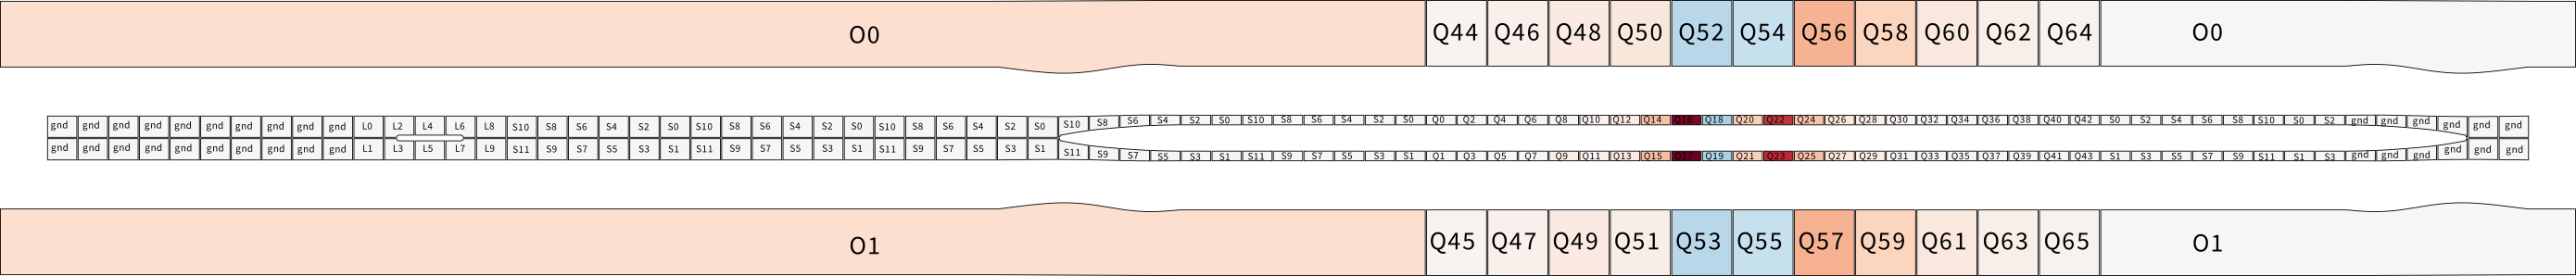 O0 Q44 Q46 Q48 Q50 Q52 Q54 Q56 Q58 Q60 Q62 Q64 O0
gnd gnd gnd gnd gnd gnd gnd gnd gnd gnd L0 L2 L4 L6 L8 S10 S8 S6 S4 S2 S0 S10 S8 S6 S4 S2 S0 S10 S8 S6 S4 S2 S0 S10 S8 S6 S4 S2 S0 S10 S8 S6 S4 S2 S0 Q0 Q2 Q4 Q6 Q8 Q10 Q12 Q14 Q16 Q18 Q20 Q22 Q24 Q26 Q28 Q30 Q32 Q34 Q36 Q38 Q40 Q42 S0 S2 S4 S6 S8 S10 S0 S2 gnd gnd gnd gnd gnd gnd
gnd gnd gnd gnd gnd gnd gnd gnd gnd gnd L1 L3 L5 L7 L9 S11 S9 S7 S5 S3 S1 S11 S9 S7 S5 S3 S1 S11 S9 S7 S5 S3 S1 S11 S9 S7 S5 S3 S1 S11 S9 S7 S5 S3 S1 Q1 Q3 Q5 Q7 Q9 Q11 Q13 Q15 Q17 Q19 Q21 Q23 Q25 Q27 Q29 Q31 Q33 Q35 Q37 Q39 Q41 Q43 S1 S3 S5 S7 S9 S11 S1 S3 gnd gnd gnd gnd gnd gnd
O1 Q45 Q47 Q49 Q51 Q53 Q55 Q57 Q59 Q61 Q63 Q65 O1